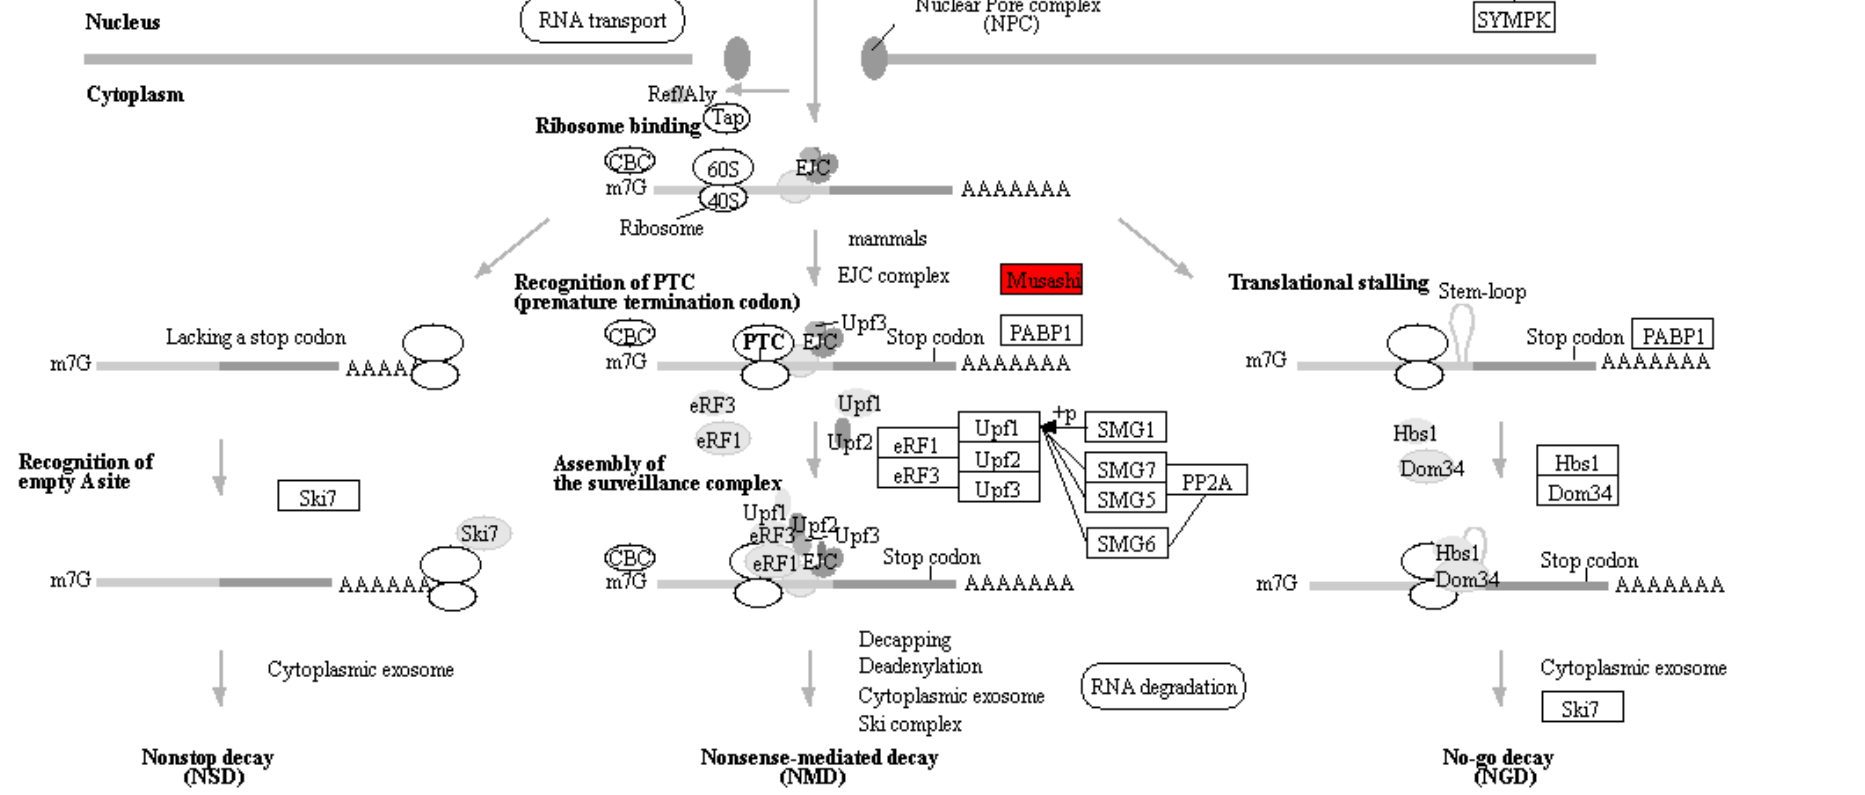 Nucleus
RNA transport
Nuclear Pore complex
(NPC)
SYMPK
Cytoplasm
Ref/Aly
Tap
Ribosome binding
CBC
60S
EJC
m7G
40S
AAAAAAA
Ribosome
mammals
EJC complex
Musashi
Recognition of PTC
(premature termination codon)
Translational stalling
Stem-loop
Lacking a stop codon
m7G
AAAA
CBC
PTC
EJC
Upf3
Stop codon
PABP1
m7G
AAAAAAA
Stop codon
PABP1
m7G
AAAAAAA
eRF3
eRF1
Upf1
Upf2
eRF1
eRF3
Upf1
Upf2
Upf3
+p
SMG1
SMG7
SMG5
SMG6
PP2A
Hbs1
Dom34
Hbs1
Dom34
Recognition of
empty A site
Ski7
Ski7
m7G
AAAAAAA
Assembly of
the surveillance complex
Upf1
Upf2
eRF3
Upf3
CBC
eRF1
EJC
Stop codon
m7G
AAAAAAA
Hbs1
Dom34
Stop codon
m7G
AAAAAAA
Cytoplasmic exosome
Decapping
Deadenylation
Cytoplasmic exosome
Ski complex
RNA degradation
Cytoplasmic exosome
Ski7
Nonstop decay
(NSD)
Nonsense-mediated decay
(NMD)
No-go decay
(NGD)